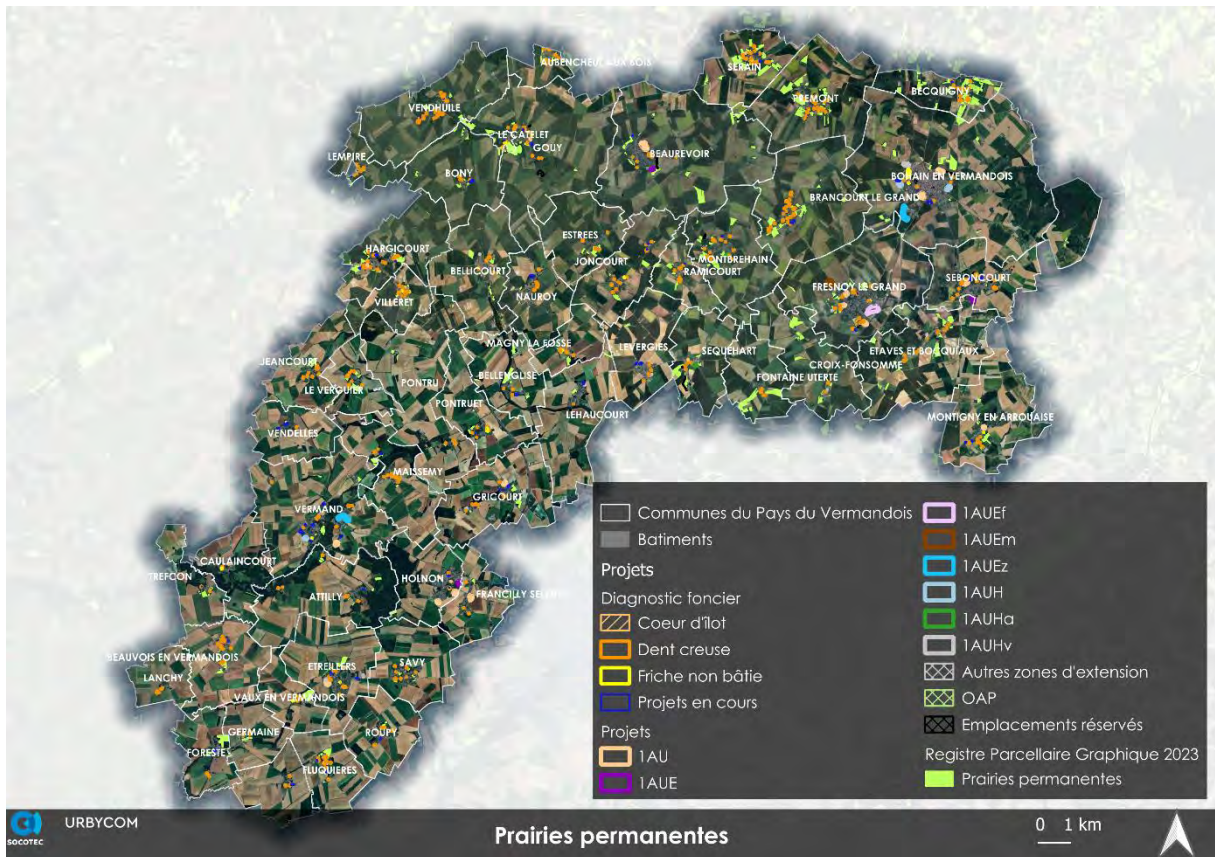 AUBENCHEUL AUX BOIS
SERAIN
VENDHUILE
PREMONT
BECQUIGNY
LE CATELET
GOUY
BEAUREVOIR
LEMPIRE
BONY
BOHAIN EN VERMANDOIS
BRANCOURT LE GRAND
HARGICOURT
ESTREES
BELLICOURT
JONCOURT
MONTBREHAIN
RAMICOURT
SEBONCOURT
VILLERET
NAUROY
FRESNOY LE GRAND
MAGNY LA FOSSE
LEVERGIES
SEQUEHART
ETAVES ET BOCQUIAUX
JEANCOURT
PONTRU
BELLENGLISE
CROIX-FONSOMME
LE VERGUIER
FONTAINE UTERTE
PONTRUET
LEHAUCOURT
MONTIGNY EN ARROUAISE
VENDELLES
MAISSEMY
GRICOURT
VERMAND
CAULAINCOURT
TREFCON
HOLNON
ATTILLY
FRANCILLY SELENCY
BEAUVOIS EN VERMANDOIS
ETREILLERS
SAVY
LANCHY
VAUX EN VERMANDOIS
GERMAINE
ROUPY
FORESTE
FLUQUIERES
Communes du Pays du Vermandois
Batiments
Projets
Diagnostic foncier
Coeur d'îlot
Dent creuse
Friche non bâtie
Projets en cours
Projets
1AU
1AUE
1AUEf
1AUEm
1AUEz
1AUH
1AUHa
1AUHv
Autres zones d'extension
OAP
Emplacements réservés
Registre Parcellaire Graphique 2023
Prairies permanentes
SOCOTEC
URBYCOM
Prairies permanentes
0 1 km